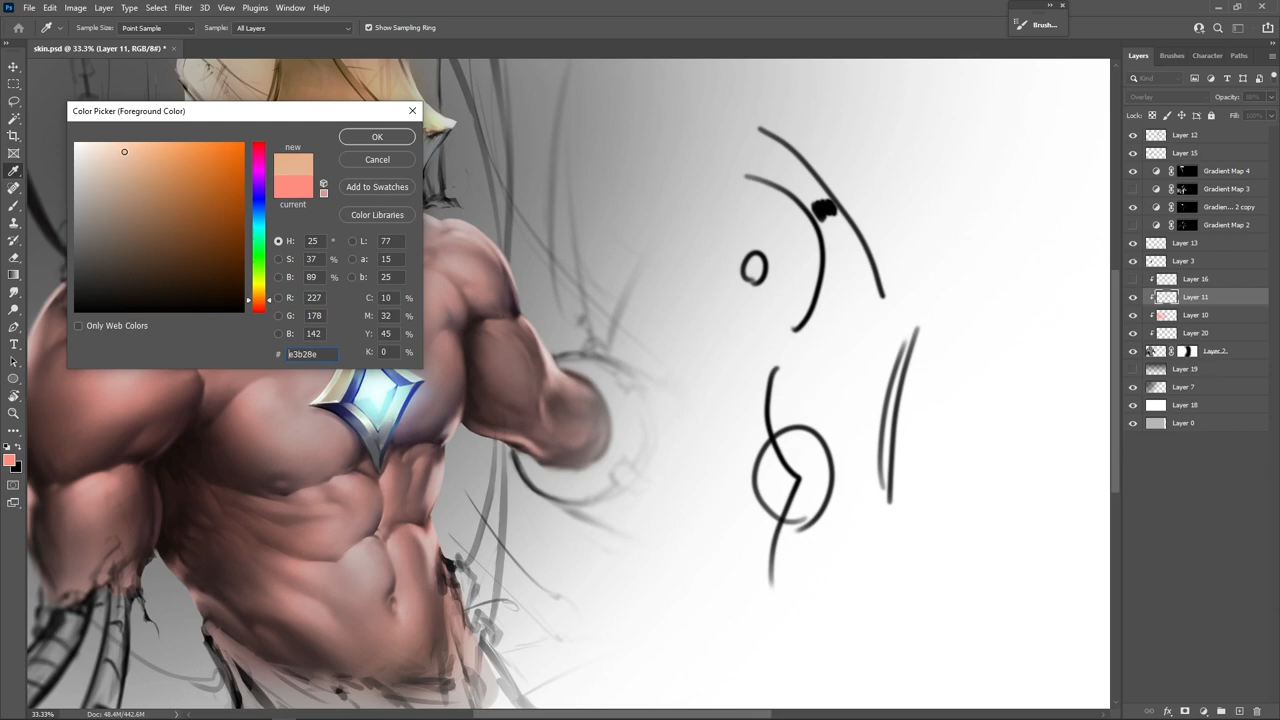 Ps File Edit Image Layer Type Select Filter 3D View Plugins Window Help
Sample Size: Point Sample Sample: All Layers Show Sampling Ring
Brush...
skin.psd @ 33.3% (Layer 11, RGB/8#) *
Layers Brushes Character Paths
Kind
Overlay Opacity: 88%
Lock: Fill: 100%
Layer 12
Layer 15
Gradient Map 4
Gradient Map 3
Gradien... 2 copy
Gradient Map 2
Layer 13
Layer 3
Layer 16
Layer 11
Layer 10
Layer 20
Layer 2
Layer 19
Layer 7
Layer 18
Layer 0
Color Picker (Foreground Color)
new
current
OK
Cancel
Add to Swatches
Color Libraries
H: 25 ° L: 77
S: 37 % a: 15
B: 89 % b: 25
R: 227 C: 10 %
G: 178 M: 32 %
B: 142 Y: 45 %
# e3b28e K: 0 %
Only Web Colors
33.33% Doc: 48.4M/442.6M
fx